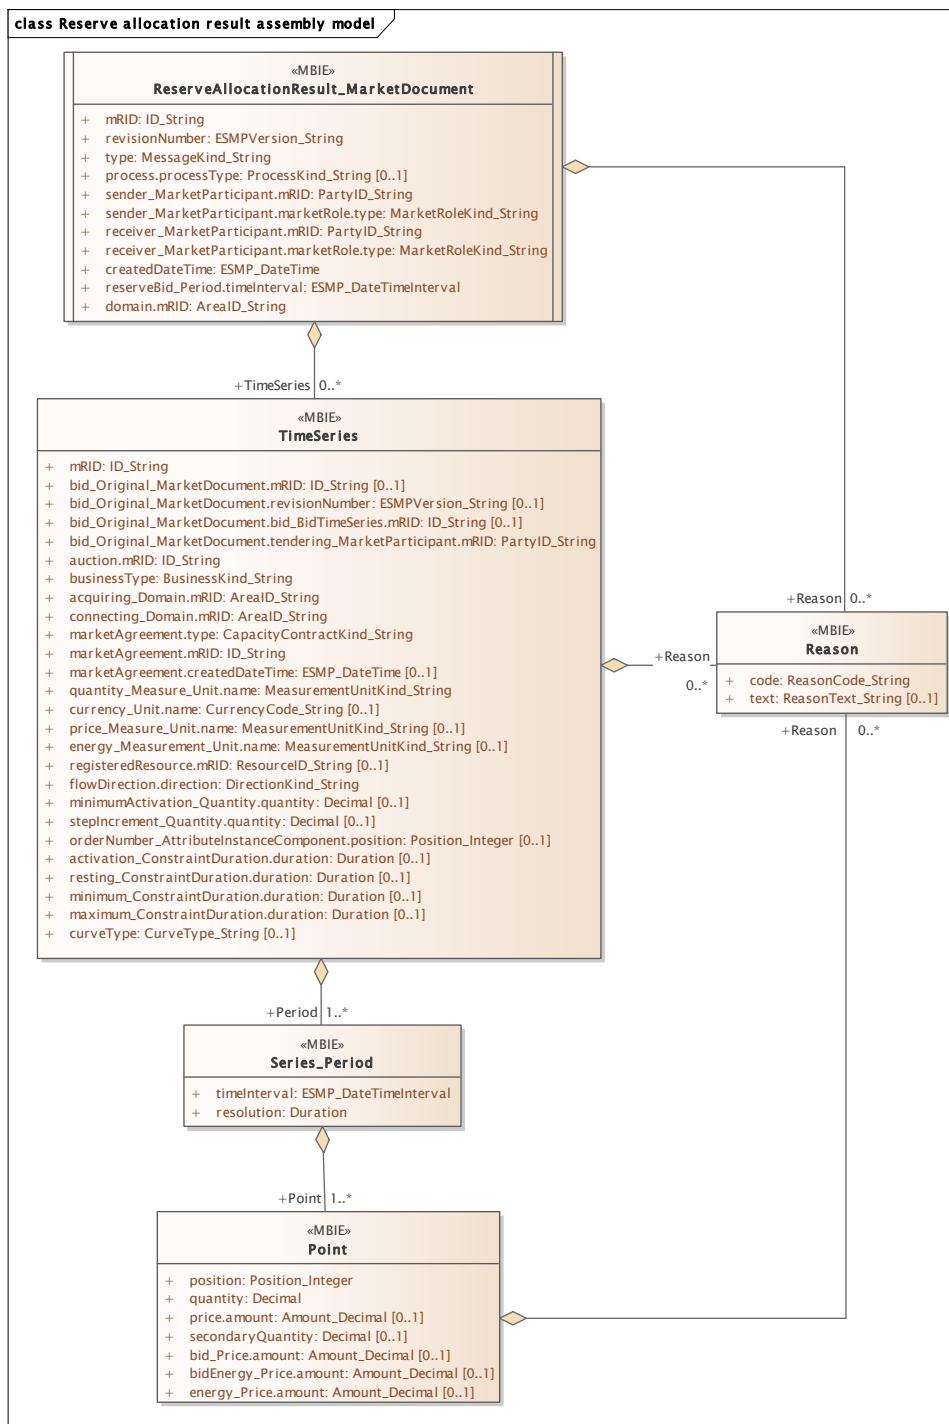 class Reserve allocation result assembly model
«MBIE»
ReserveAllocationResult_MarketDocument
+ mRID: ID_String
+ revisionNumber: ESMPVersion_String
+ type: MessageKind_String
+ process.processType: ProcessKind_String [0..1]
+ sender_MarketParticipant.mRID: PartyID_String
+ sender_MarketParticipant.marketRole.type: MarketRoleKind_String
+ receiver_MarketParticipant.mRID: PartyID_String
+ receiver_MarketParticipant.marketRole.type: MarketRoleKind_String
+ createdDateTime: ESMP_DateTime
+ reserveBid_Period.timeInterval: ESMP_DateTimeInterval
+ domain.mRID: AreaID_String
+TimeSeries 0..*
«MBIE»
TimeSeries
+ mRID: ID_String
+ bid_Original_MarketDocument.mRID: ID_String [0..1]
+ bid_Original_MarketDocument.revisionNumber: ESMPVersion_String [0..1]
+ bid_Original_MarketDocument.bid_BidTimeSeries.mRID: ID_String [0..1]
+ bid_Original_MarketDocument.tendering_MarketParticipant.mRID: PartyID_String
+ auction.mRID: ID_String
+ businessType: BusinessKind_String
+ acquiring_Domain.mRID: AreaID_String
+ connecting_Domain.mRID: AreaID_String
+ marketAgreement.type: CapacityContractKind_String
+ marketAgreement.mRID: ID_String
+ marketAgreement.createdDateTime: ESMP_DateTime [0..1]
+ quantity_Measure_Unit.name: MeasurementUnitKind_String
+ currency_Unit.name: CurrencyCode_String [0..1]
+ price_Measure_Unit.name: MeasurementUnitKind_String [0..1]
+ energy_Measurement_Unit.name: MeasurementUnitKind_String [0..1]
+ registeredResource.mRID: ResourceID_String [0..1]
+ flowDirection.direction: DirectionKind_String
+ minimumActivation_Quantity.quantity: Decimal [0..1]
+ stepIncrement_Quantity.quantity: Decimal [0..1]
+ orderNumber_AttributeInstanceComponent.position: Position_Integer [0..1]
+ activation_ConstraintDuration.duration: Duration [0..1]
+ resting_ConstraintDuration.duration: Duration [0..1]
+ minimum_ConstraintDuration.duration: Duration [0..1]
+ maximum_ConstraintDuration.duration: Duration [0..1]
+ curveType: CurveType_String [0..1]
+Reason 0..*
«MBIE»
Reason
+ code: ReasonCode_String
+ text: ReasonText_String [0..1]
+Reason
0..*
+Reason 0..*
+Period 1..*
«MBIE»
Series_Period
+ timeInterval: ESMP_DateTimeInterval
+ resolution: Duration
+Point 1..*
«MBIE»
Point
+ position: Position_Integer
+ quantity: Decimal
+ price.amount: Amount_Decimal [0..1]
+ secondaryQuantity: Decimal [0..1]
+ bid_Price.amount: Amount_Decimal [0..1]
+ bidEnergy_Price.amount: Amount_Decimal [0..1]
+ energy_Price.amount: Amount_Decimal [0..1]